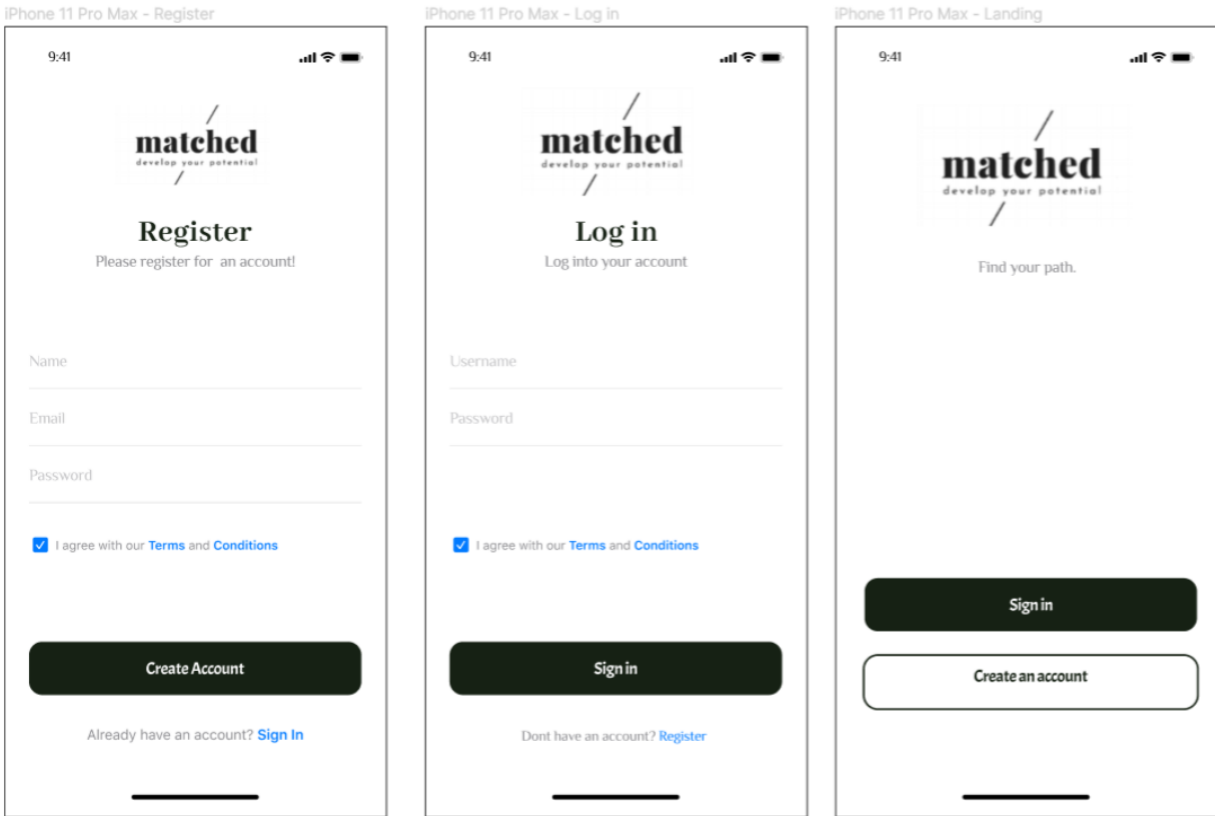 iPhone 11 Pro Max - Register
9:41
matched
develop your potential
Register
Please register for  an account!
Name
Email
Password
I agree with our Terms and Conditions
Create Account
Already have an account? Sign In
iPhone 11 Pro Max - Log in
9:41
matched
develop your potential
Log in
Log into your account
Username
Password
I agree with our Terms and Conditions
Sign in
Dont have an account? Register
iPhone 11 Pro Max - Landing
9:41
matched
develop your potential
Find your path.
Sign in
Create an account